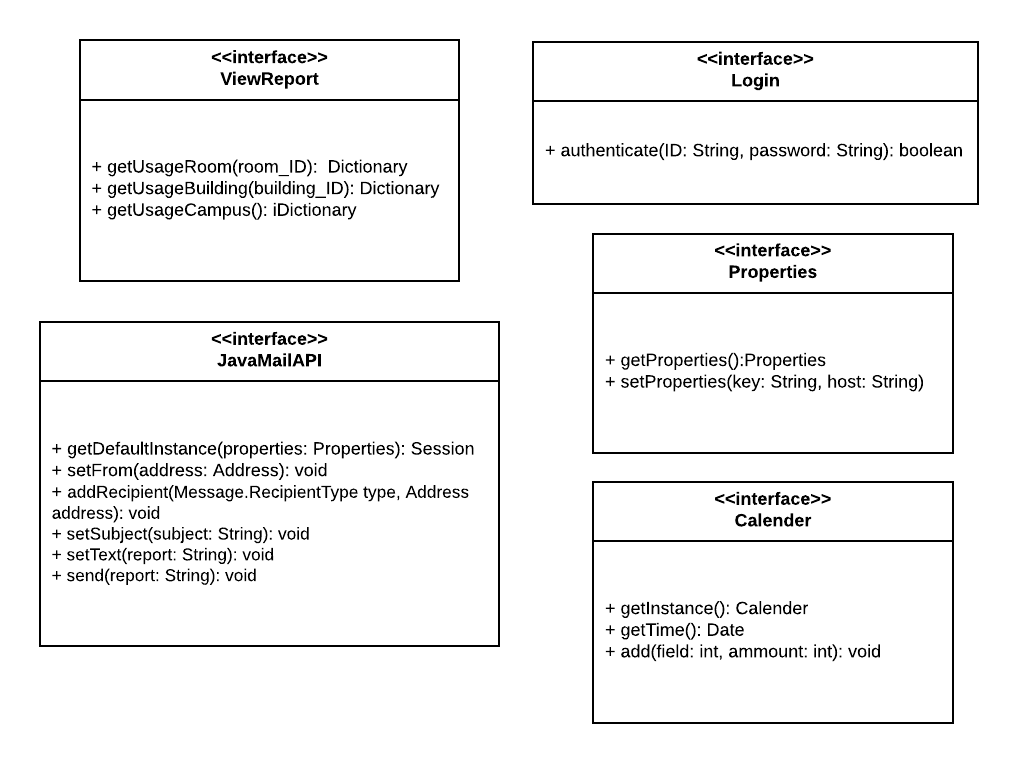 <<interface>>
ViewReport
+ getUsageRoom(room_ID):  Dictionary
+ getUsageBuilding(building_ID): Dictionary
+ getUsageCampus(): iDictionary
<<interface>>
Login
+ authenticate(ID: String, password: String): boolean
<<interface>>
Properties
+ getProperties():Properties
+ setProperties(key: String, host: String)
<<interface>>
JavaMailAPI
+ getDefaultInstance(properties: Properties): Session
+ setFrom(address: Address): void
+ addRecipient(Message.RecipientType type, Address
address): void
+ setSubject(subject: String): void
+ setText(report: String): void
+ send(report: String): void
<<interface>>
Calender
+ getInstance(): Calender
+ getTime(): Date
+ add(field: int, ammount: int): void